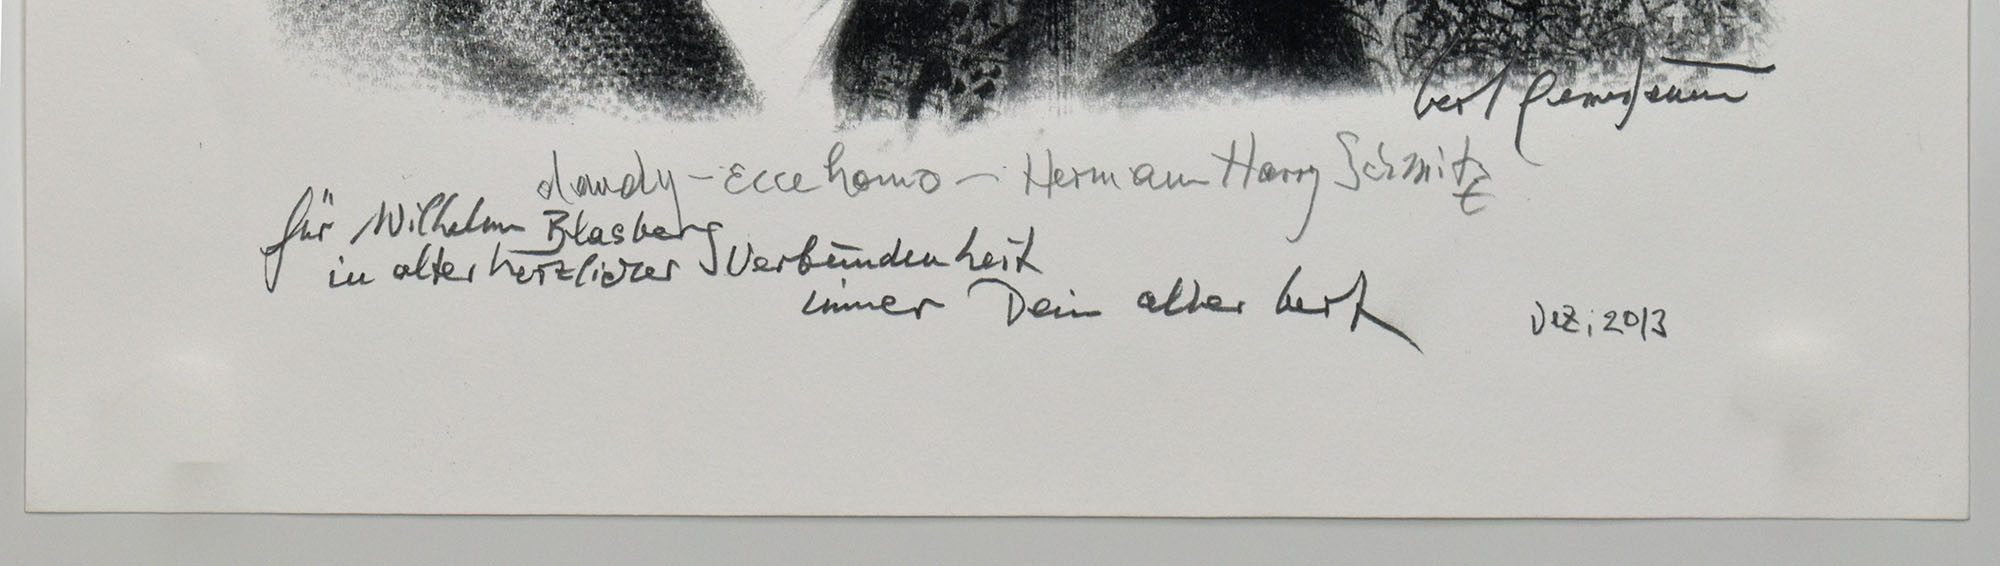 bert
dandy - Ecce homo - Hermann Harry Schmitz
für Wilhelm Blasberg
in alter herzlicher Verbundenheit
immer Dein alter bert
Dez; 2013